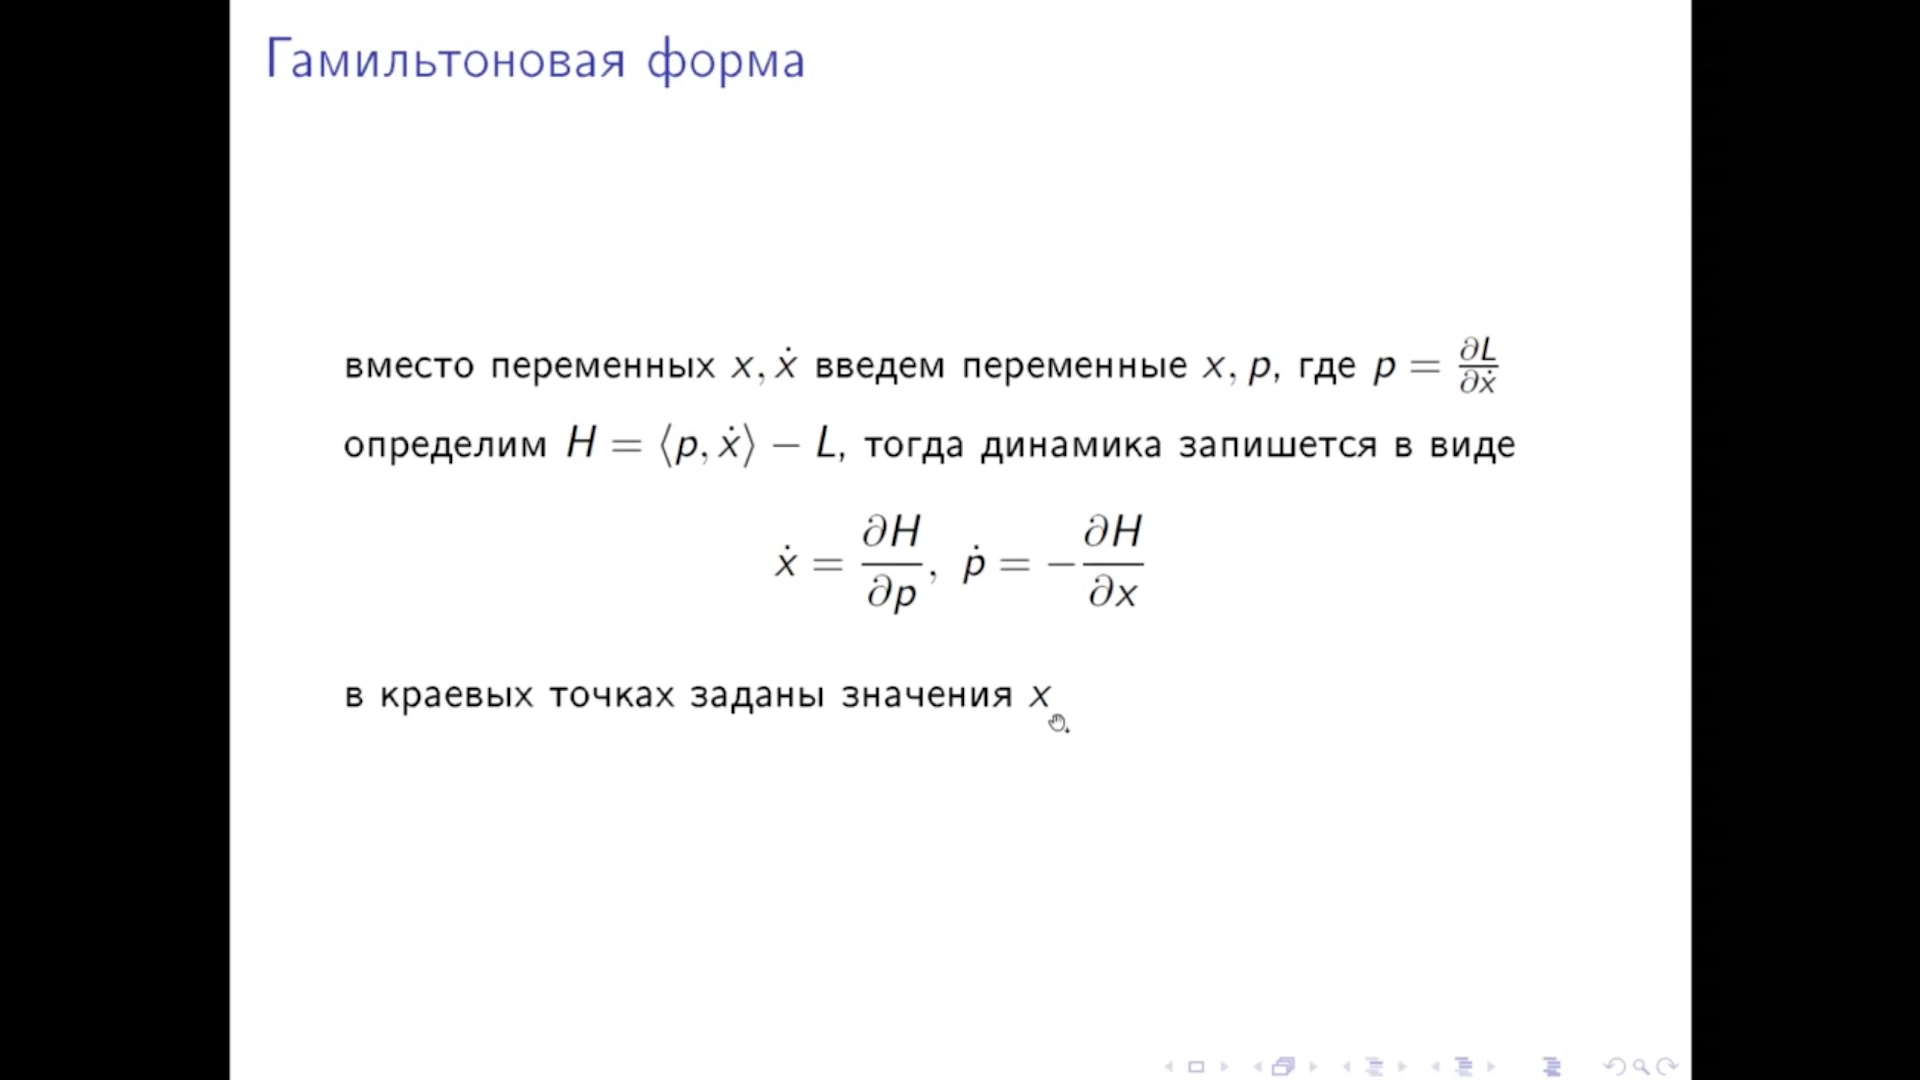 Гамильтоновая форма
вместо переменных x, ẋ введем переменные x, p, где p = ∂L/∂ẋ
определим H = ⟨p, ẋ⟩ − L, тогда динамика запишется в виде
ẋ = ∂H/∂p, ṗ = −∂H/∂x
в краевых точках заданы значения x